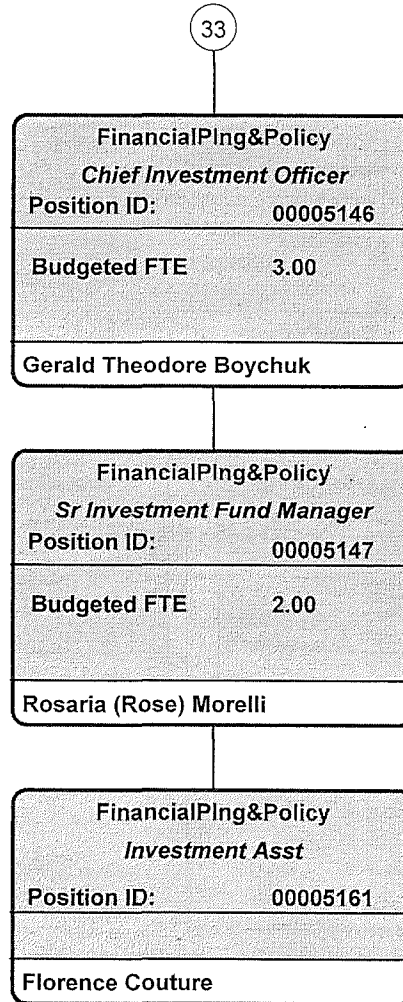 33
FinancialPlng&Policy
Chief Investment Officer
Position ID: 00005146
Budgeted FTE 3.00
Gerald Theodore Boychuk
FinancialPlng&Policy
Sr Investment Fund Manager
Position ID: 00005147
Budgeted FTE 2.00
Rosaria (Rose) Morelli
FinancialPlng&Policy
Investment Asst
Position ID: 00005161
Florence Couture